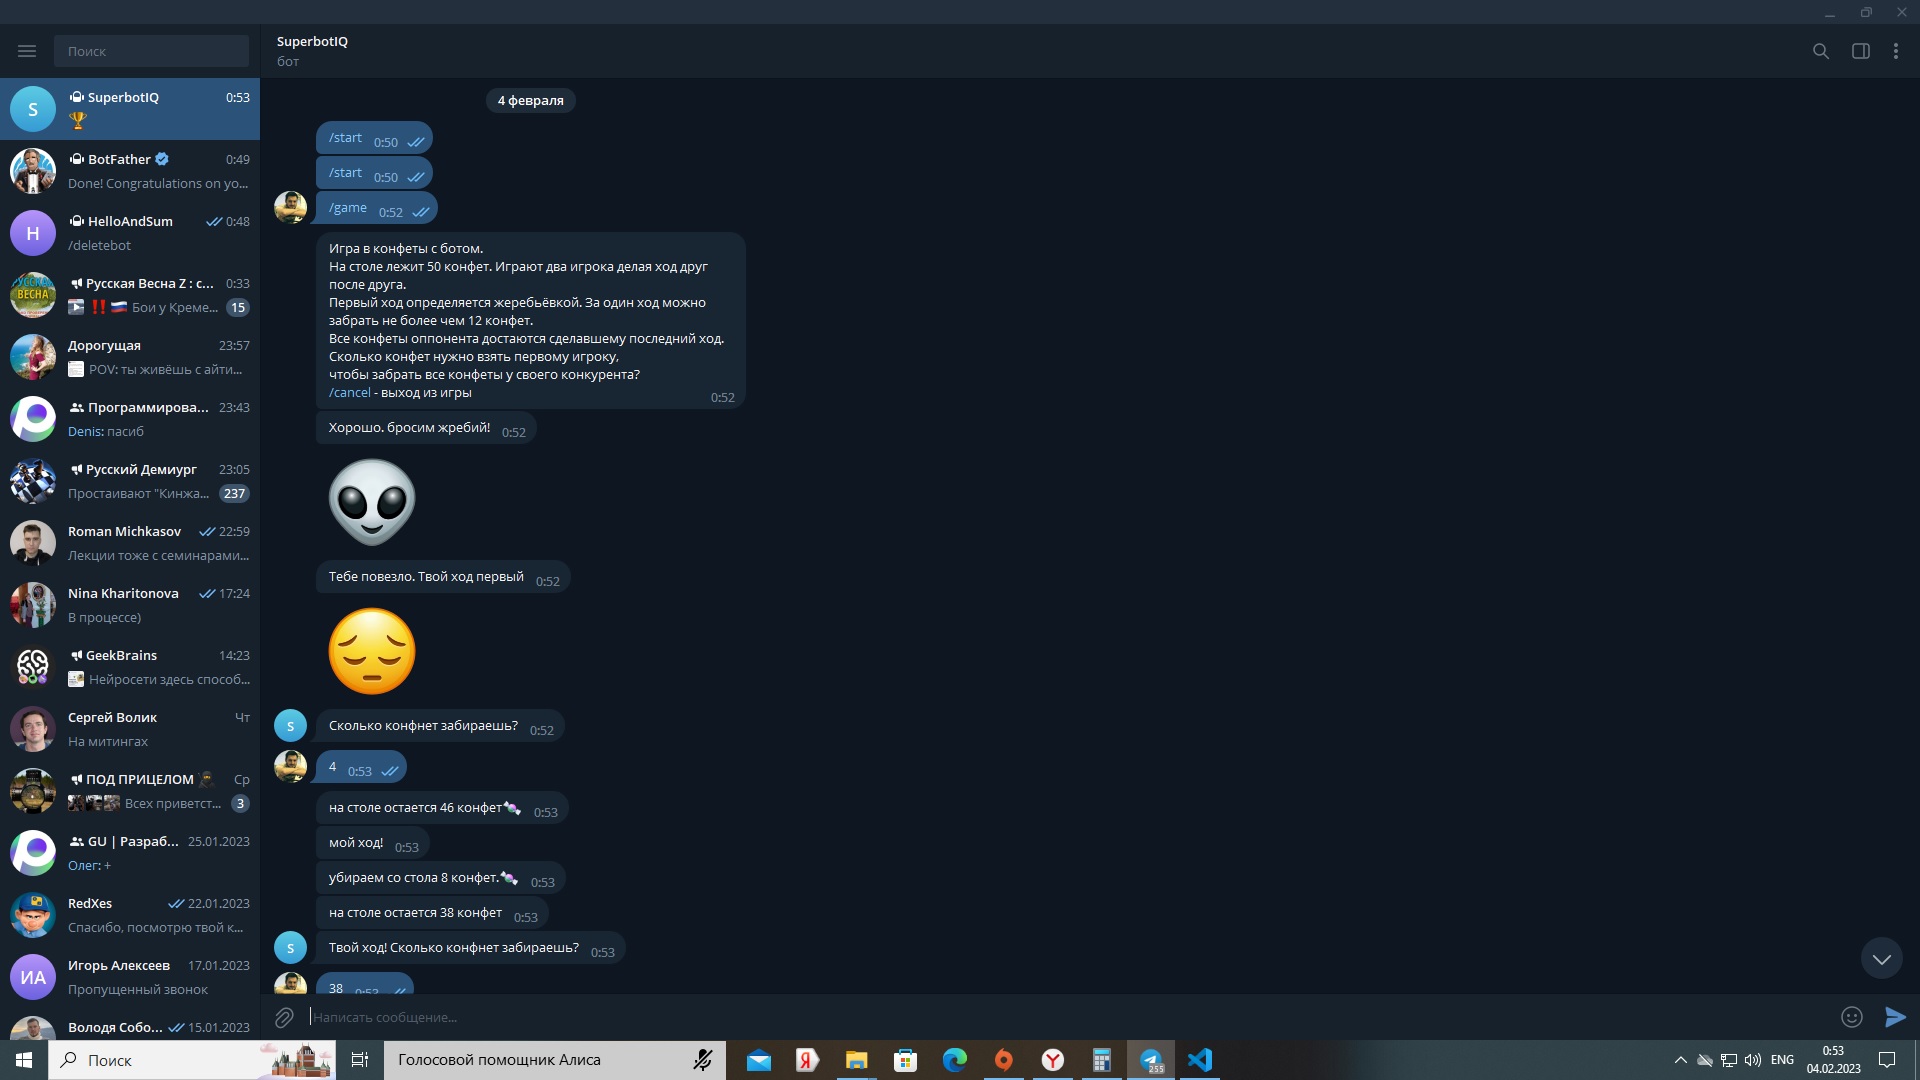 Поиск
SuperbotIQ
0:53
BotFather
0:49
Done! Congratulations on yo...
HelloAndSum
0:48
/deletebot
Русская Весна Z : с...
0:33
Бои у Креме...
15
Дорогущая
23:57
POV: ты живёшь с айти...
Программирова...
23:43
Denis: пасиб
Русский Демиург
23:05
Простаивают "Кинжа...
237
Roman Michkasov
22:59
Лекции тоже с семинарами...
Nina Kharitonova
17:24
В процессе)
GeekBrains
14:23
Нейросети здесь способ...
Сергей Волик
Чт
На митингах
ПОД ПРИЦЕЛОМ
Ср
Всех приветст...
3
GU | Разраб...
25.01.2023
Олег: +
RedXes
22.01.2023
Спасибо, посмотрю твой к...
Игорь Алексеев
17.01.2023
Пропущенный звонок
Володя Собо...
15.01.2023
S
H
ИА
SuperbotIQ
бот
4 февраля
/start 0:50
/start 0:50
/game 0:52
Игра в конфеты с ботом.
На столе лежит 50 конфет. Играют два игрока делая ход друг
после друга.
Первый ход определяется жеребьёвкой. За один ход можно
забрать не более чем 12 конфет.
Все конфеты оппонента достаются сделавшему последний ход.
Сколько конфет нужно взять первому игроку,
чтобы забрать все конфеты у своего конкурента?
/cancel - выход из игры 0:52
Хорошо. бросим жребий! 0:52
Тебе повезло. Твой ход первый 0:52
S
Сколько конфнет забираешь? 0:52
4 0:53
на столе остается 46 конфет🍬 0:53
мой ход! 0:53
убираем со стола 8 конфет.🍬 0:53
на столе остается 38 конфет 0:53
S
Твой ход! Сколько конфнет забираешь? 0:53
38 0:53
Написать сообщение...
Поиск
Голосовой помощник Алиса
255
ENG
0:53
04.02.2023